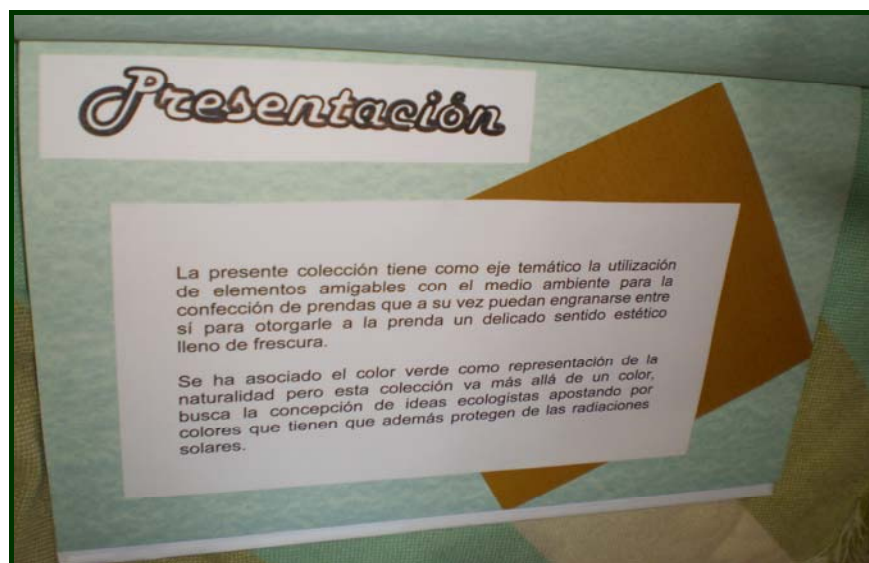 Presentación
La presente colección tiene como eje temático la utilización
de elementos amigables con el medio ambiente para la
confección de prendas que a su vez puedan engranarse entre
sí para otorgarle a la prenda un delicado sentido estético
lleno de frescura.
Se ha asociado el color verde como representación de la
naturalidad pero esta colección va más allá de un color,
busca la concepción de ideas ecologistas apostando por
colores que tienen que además protegen de las radiaciones
solares.